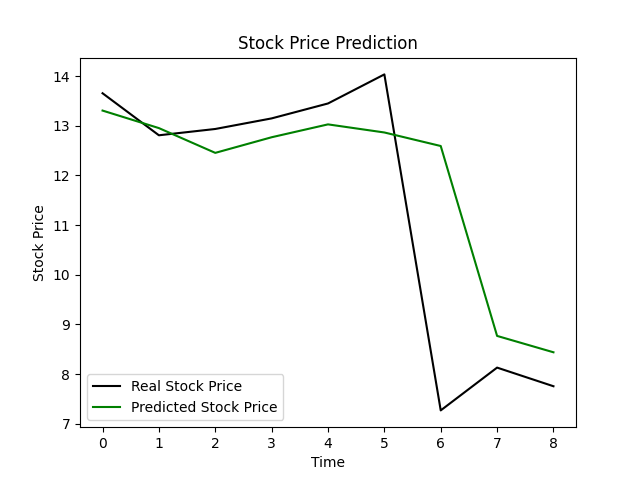 Stock Price Prediction
Stock Price
14
13
12
11
10
9
8
7
Real Stock Price
Predicted Stock Price
0 1 2 3 4 5 6 7 8
Time